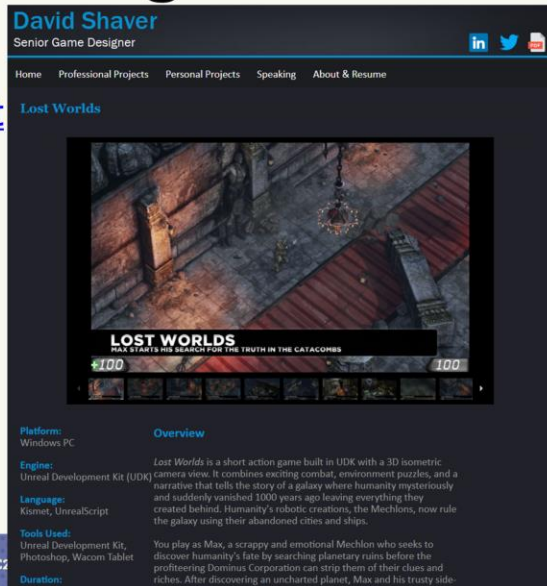 David Shaver
Senior Game Designer
in
PDF
Home Professional Projects Personal Projects Speaking About & Resume
Lost Worlds
LOST WORLDS
MAX STARTS HIS SEARCH FOR THE TRUTH IN THE CATACOMBS
+100
100
Platform:
Windows PC
Engine:
Unreal Development Kit (UDK)
Language:
Kismet, UnrealScript
Tools Used:
Unreal Development Kit,
Photoshop, Wacom Tablet
Duration:
Overview
Lost Worlds is a short action game built in UDK with a 3D isometric
camera view. It combines exciting combat, environment puzzles, and a
narrative that tells the story of a galaxy where humanity mysteriously
and suddenly vanished 1000 years ago leaving everything they
created behind. Humanity's robotic creations, the Mechlons, now rule
the galaxy using their abandoned cities and ships.
You play as Max, a scrappy and emotional Mechlon who seeks to
discover humanity's fate by searching planetary ruins before the
profiteering Dominus Corporation can strip them of their clues and
riches. After discovering an uncharted planet, Max and his trusty side-